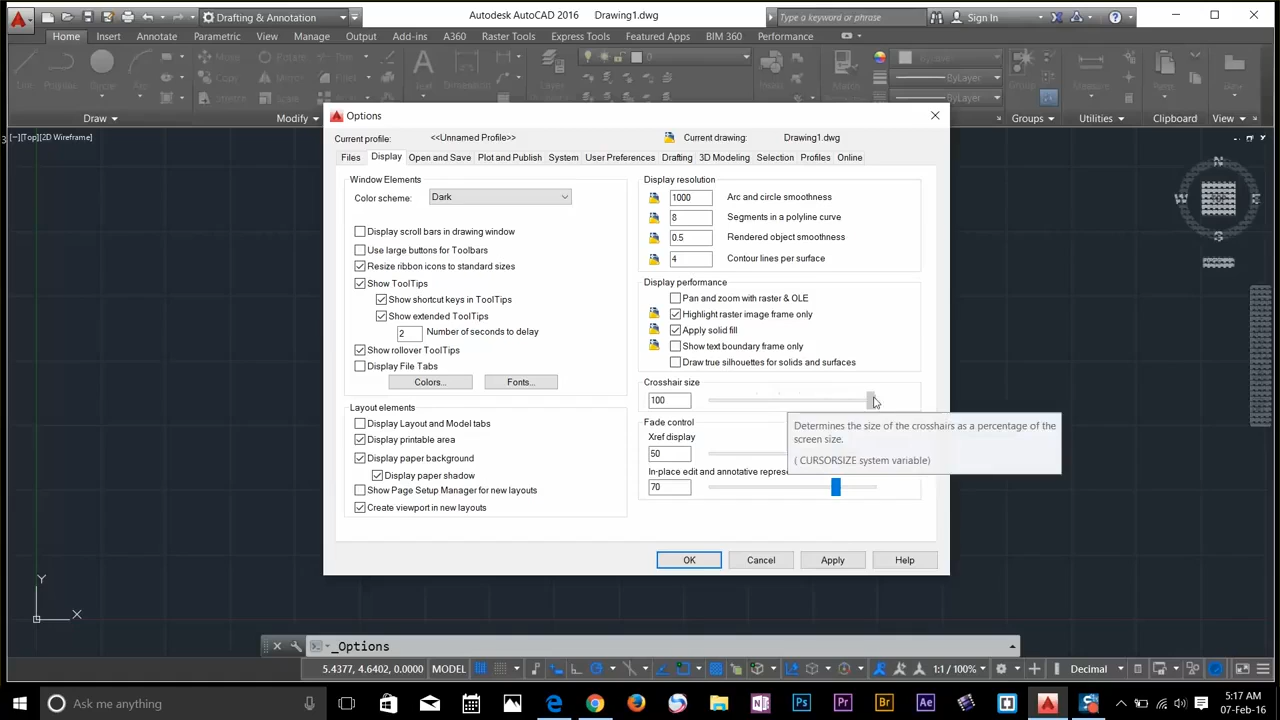 Drafting & Annotation
Autodesk AutoCAD 2016 Drawing1.dwg
Type a keyword or phrase
Sign In
Home Insert Annotate Parametric View Manage Output Add-ins A360 Raster Tools Express Tools Featured Apps BIM 360 Performance
0
ByLayer
ByLayer
Draw Modify Groups Utilities Clipboard View
[−][Top][2D Wireframe]
N
W
E
S
Options
Current profile: <<Unnamed Profile>> Current drawing: Drawing1.dwg
Files Display Open and Save Plot and Publish System User Preferences Drafting 3D Modeling Selection Profiles Online
Window Elements
Color scheme: Dark
Display scroll bars in drawing window
Use large buttons for Toolbars
Resize ribbon icons to standard sizes
Show ToolTips
Show shortcut keys in ToolTips
Show extended ToolTips
2 Number of seconds to delay
Show rollover ToolTips
Display File Tabs
Colors... Fonts...
Layout elements
Display Layout and Model tabs
Display printable area
Display paper background
Display paper shadow
Show Page Setup Manager for new layouts
Create viewport in new layouts
Display resolution
1000 Arc and circle smoothness
8 Segments in a polyline curve
0.5 Rendered object smoothness
4 Contour lines per surface
Display performance
Pan and zoom with raster & OLE
Highlight raster image frame only
Apply solid fill
Show text boundary frame only
Draw true silhouettes for solids and surfaces
Crosshair size
100
Fade control
Xref display
50
In-place edit and annotative repres
70
Determines the size of the crosshairs as a percentage of the
screen size.
( CURSORSIZE system variable)
OK Cancel Apply Help
Y
X
_Options
5.4377, 4.6402, 0.0000 MODEL 1:1 / 100% Decimal
Ask me anything
Ps Pr Br Ae
5:17 AM
07-Feb-16